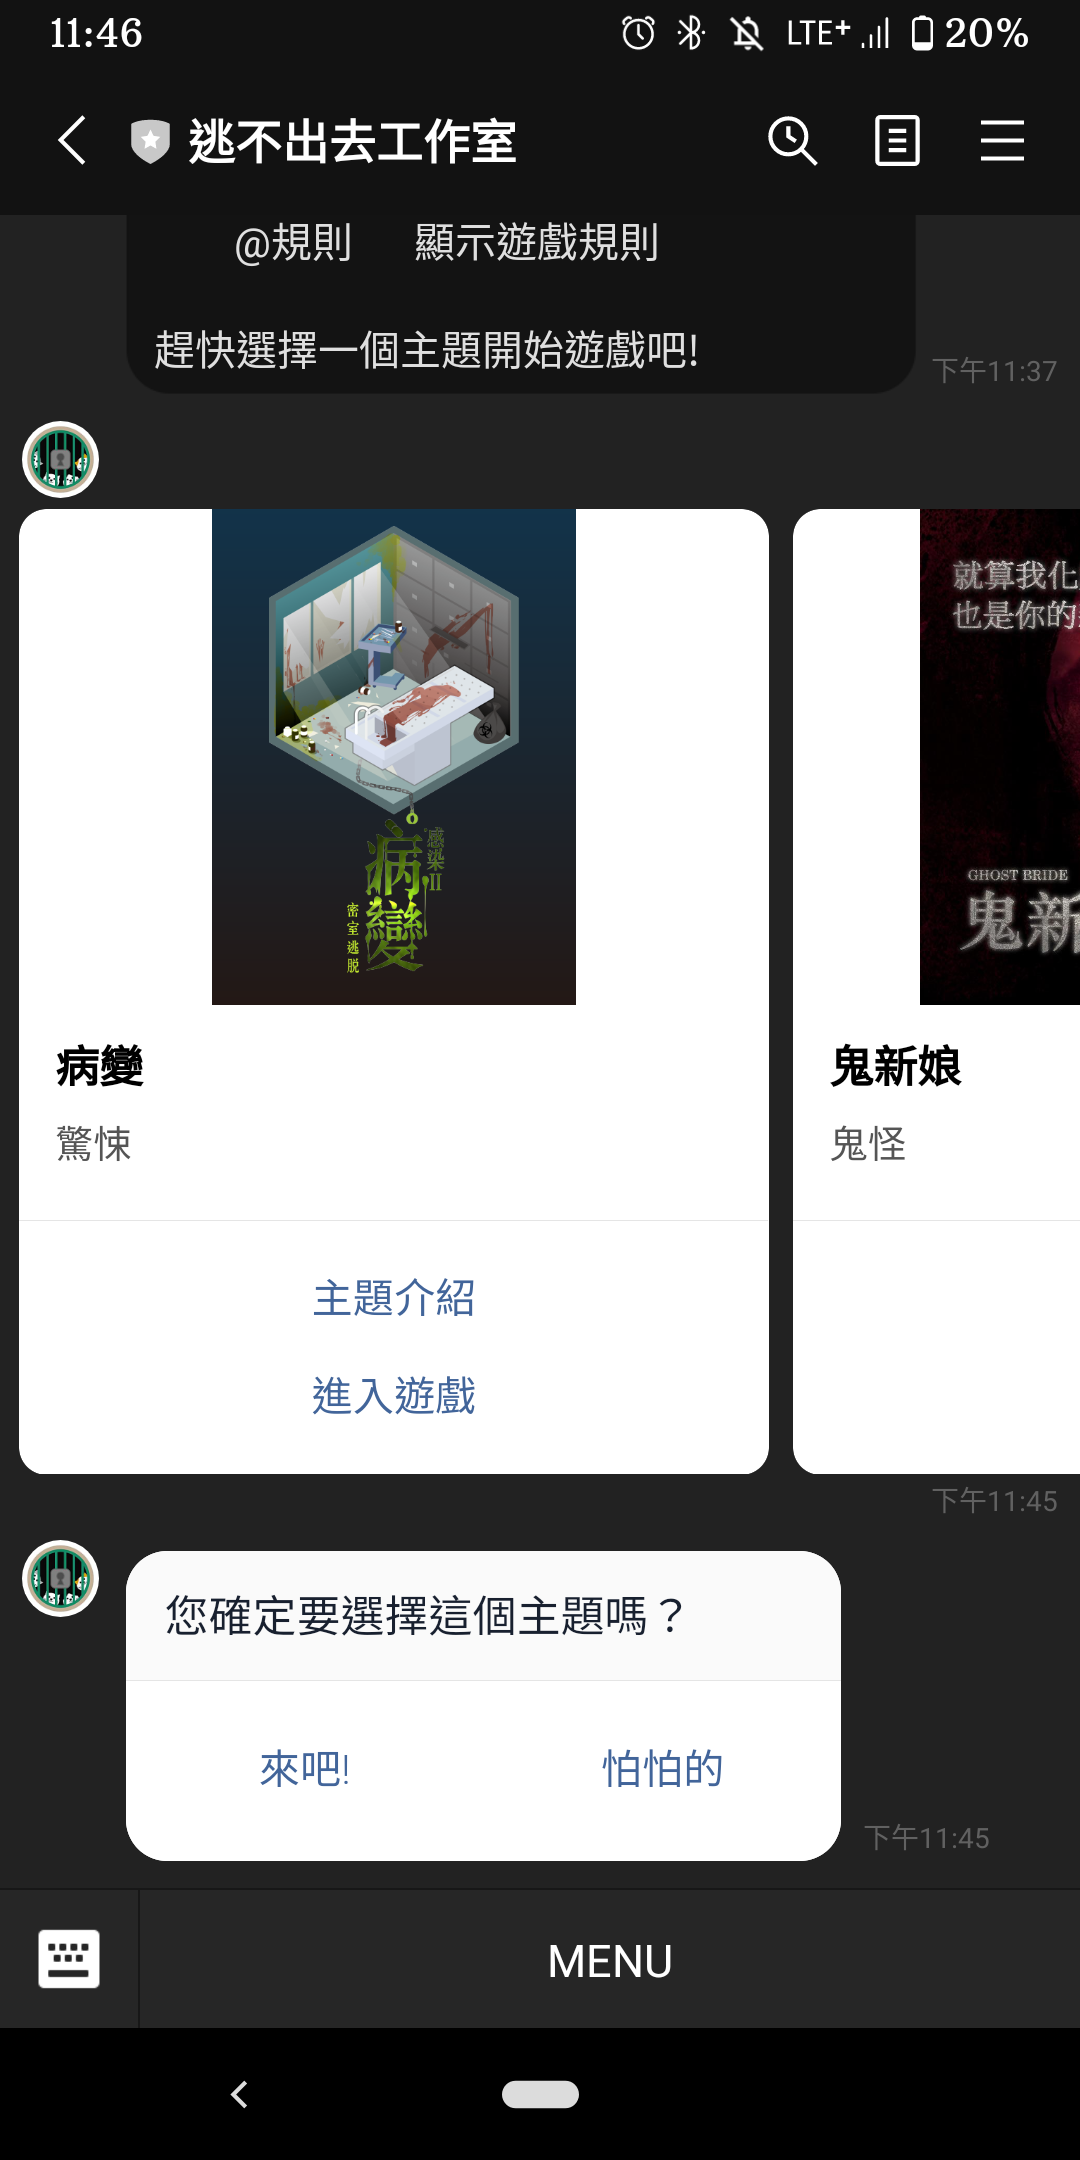 11:46
LTE+
20%
逃不出去工作室
@規則 顯示遊戲規則
趕快選擇一個主題開始遊戲吧!
下午11:37
感染II
病變
密室逃脫
就算我化
也是你的
GHOST BRIDE
鬼新
病變
驚悚
主題介紹
進入遊戲
鬼新娘
鬼怪
下午11:45
您確定要選擇這個主題嗎？
來吧!
怕怕的
下午11:45
MENU